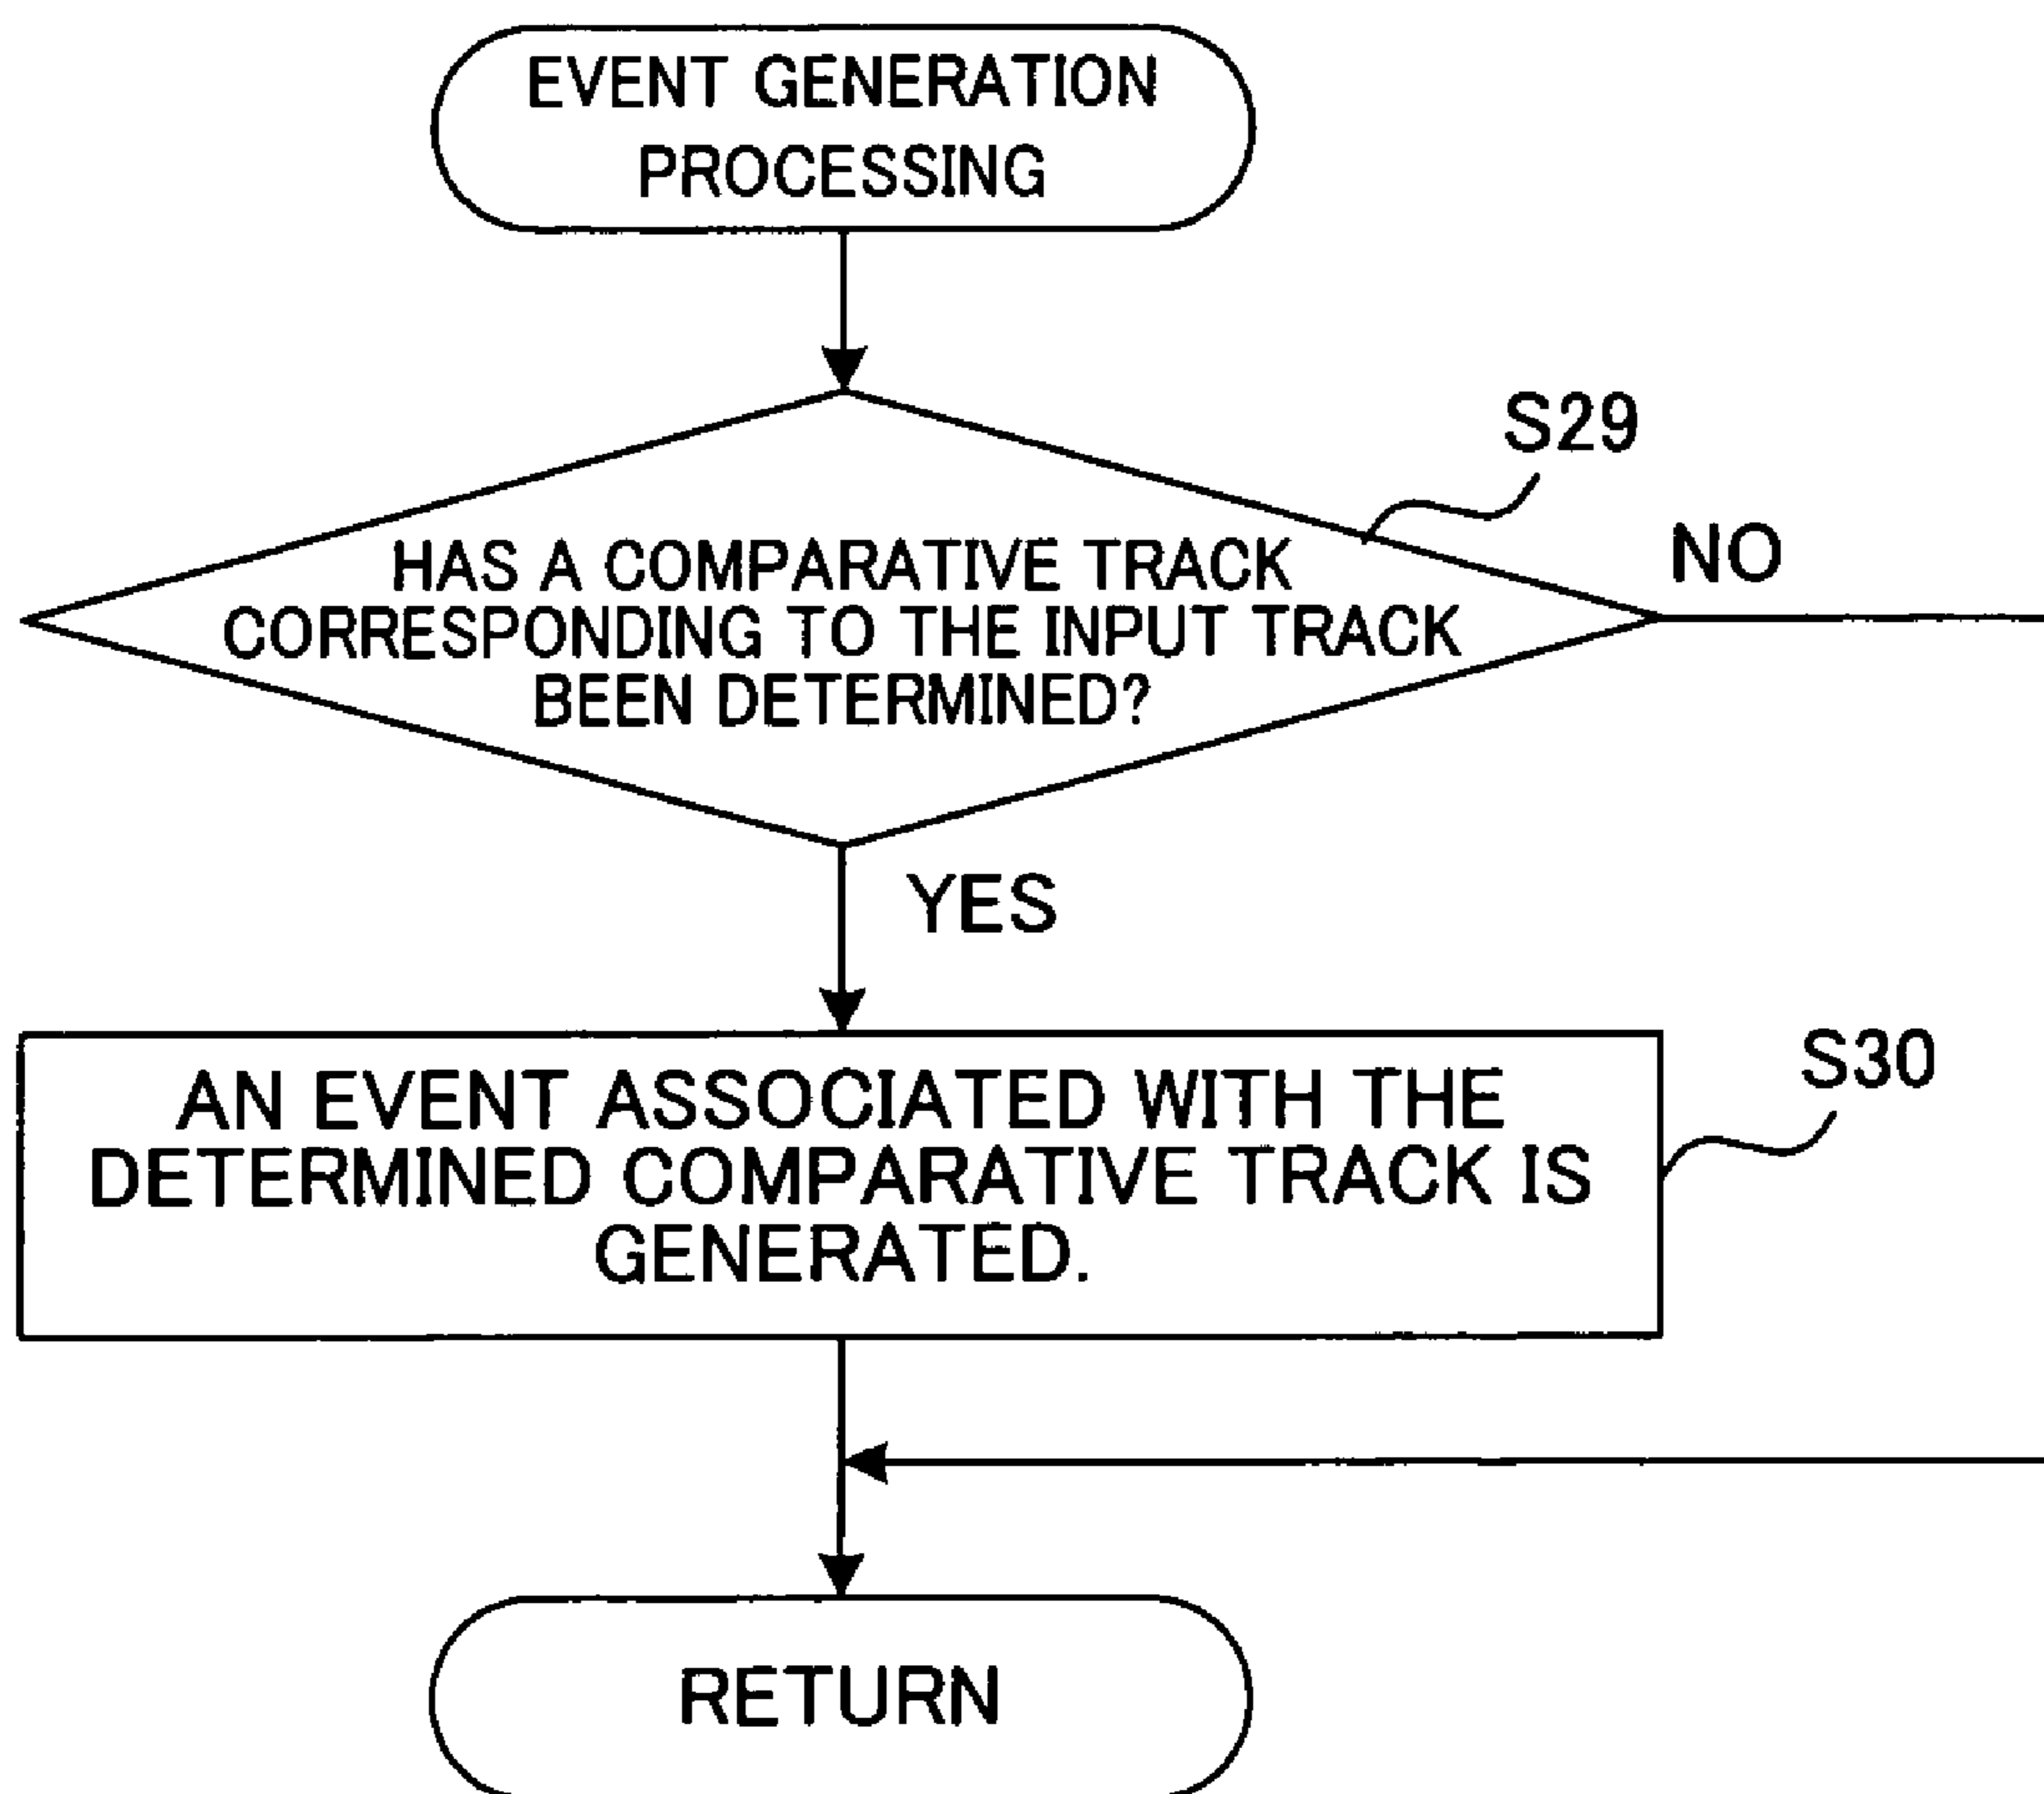 EVENT GENERATION
PROCESSING
S29
HAS A COMPARATIVE TRACK
CORRESPONDING TO THE INPUT TRACK
BEEN DETERMINED?
NO
YES
S30
AN EVENT ASSOCIATED WITH THE
DETERMINED COMPARATIVE TRACK IS
GENERATED.
RETURN